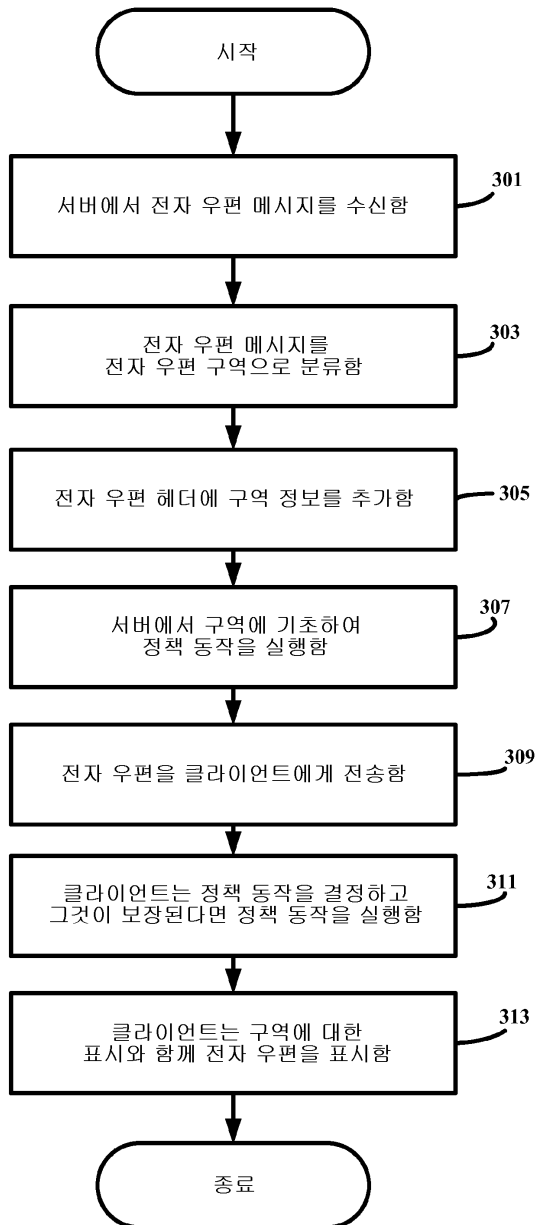 시작
서버에서 전자 우편 메시지를 수신함
301
전자 우편 메시지를
전자 우편 구역으로 분류함
303
전자 우편 헤더에 구역 정보를 추가함
305
서버에서 구역에 기초하여
정책 동작을 실행함
307
전자 우편을 클라이언트에게 전송함
309
클라이언트는 정책 동작을 결정하고
그것이 보장된다면 정책 동작을 실행함
311
클라이언트는 구역에 대한
표시와 함께 전자 우편을 표시함
313
종료